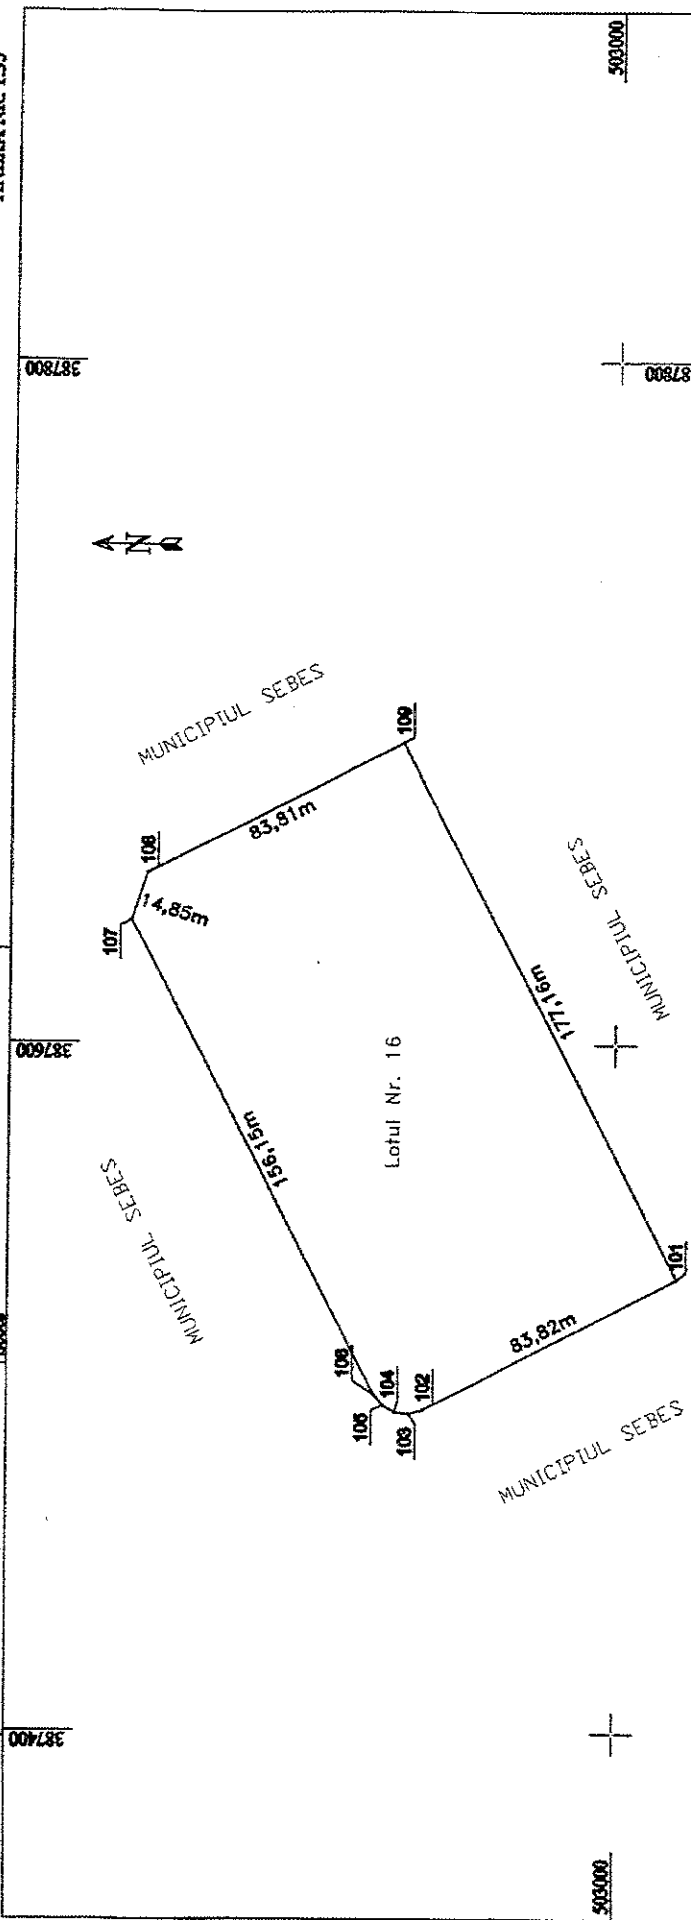 503000
387800
87800
N
MUNICIPIUL SEBES
109
108
83,81m
14,85m
107
MUNICIPIUL SEBES
177,16m
387600
Lotul Nr. 16
156,15m
MUNICIPIUL SEBES
101
83,82m
106
104
102
105
103
MUNICIPIUL SEBES
387400
503000